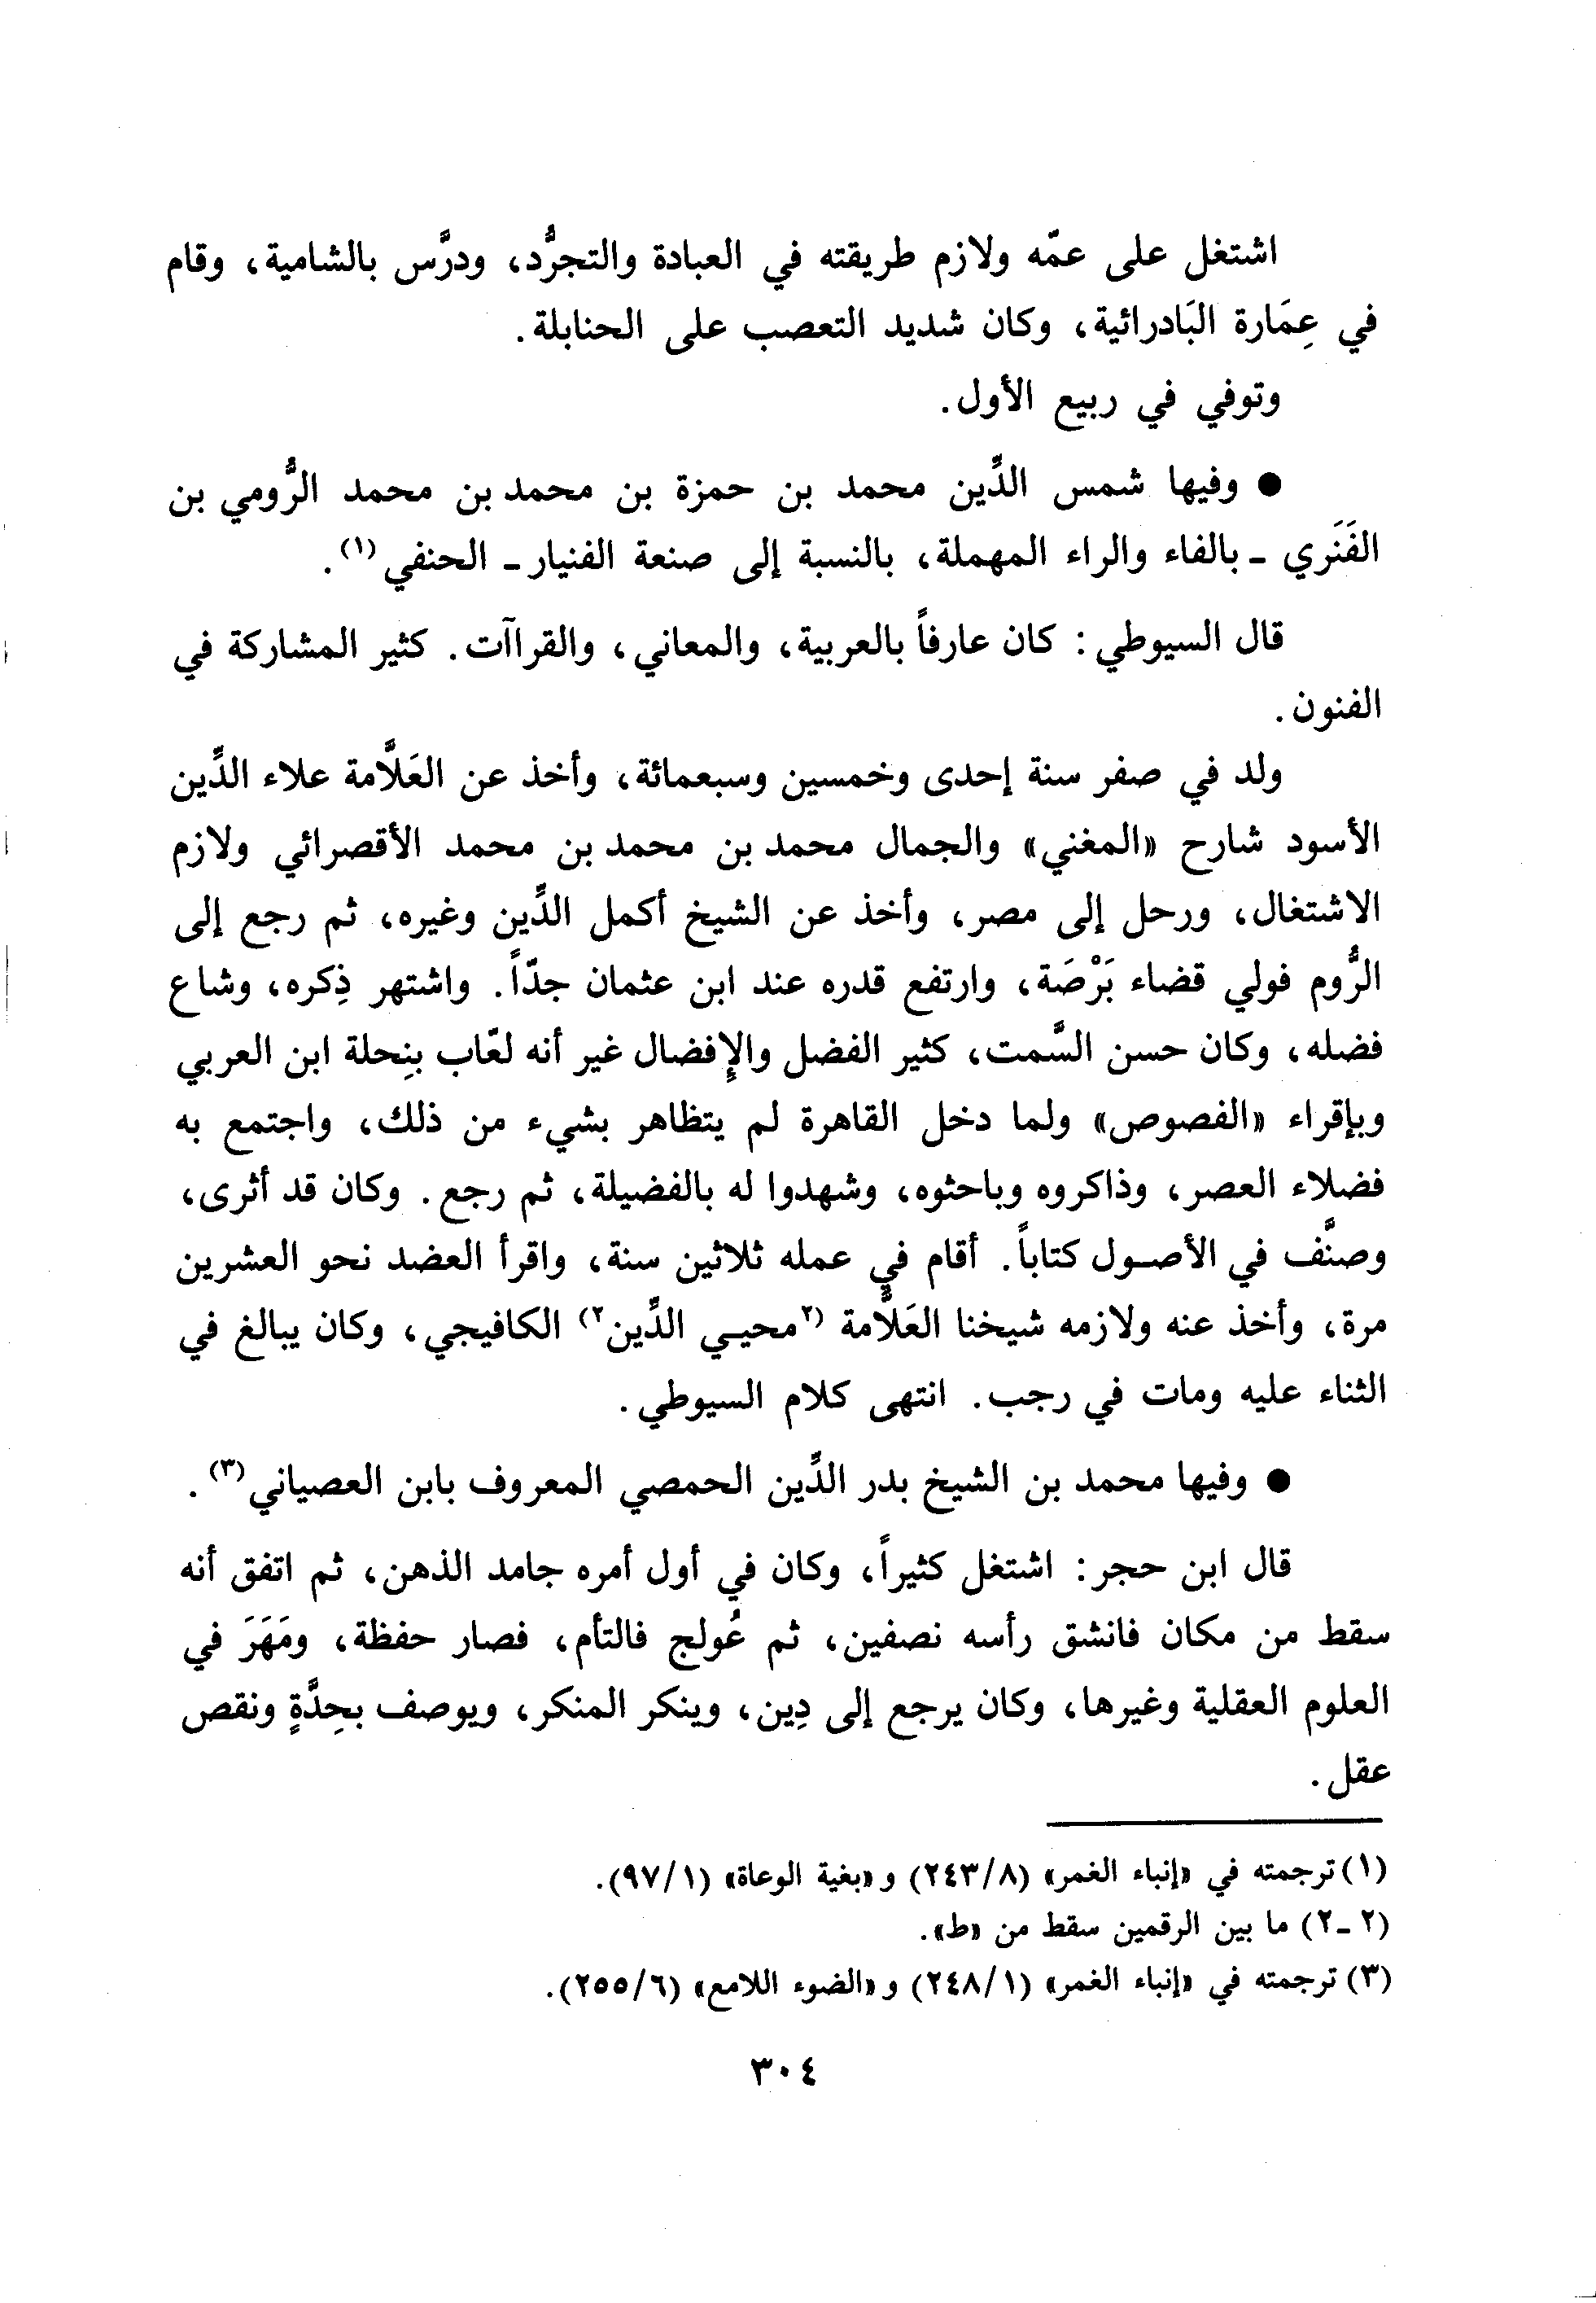 اشتغل على عمّه ولازم طريقته في العبادة والتجرُّد، ودرَّس بالشامية، وقام
في عِمَارة البَادرائية، وكان شديد التعصب على الحنابلة.
وتوفي في ربيع الأول.
● وفيها شمس الدِّين محمد بن حمزة بن محمد بن محمد الرُّومي بن
الفَنَري - بالفاء والراء المهملة، بالنسبة إلى صنعة الفنيار - الحنفي (١).
قال السيوطي: كان عارفاً بالعربية، والمعاني، والقراآت. كثير المشاركة في
الفنون.
ولد في صفر سنة إحدى وخمسين وسبعمائة، وأخذ عن العَلَّامة علاء الدِّين
الأسود شارح «المغني» والجمال محمد بن محمد بن محمد الأقصرائي ولازم
الاشتغال، ورحل إلى مصر، وأخذ عن الشيخ أكمل الدِّين وغيره، ثم رجع إلى
الرُّوم فولي قضاء بَرْصَة، وارتفع قدره عند ابن عثمان جدّاً. واشتهر ذِكره، وشاع
فضله، وكان حسن السَّمت، كثير الفضل والإِفضال غير أنه لعّاب بنِحلة ابن العربي
وبإقراء «الفصوص» ولما دخل القاهرة لم يتظاهر بشيء من ذلك، واجتمع به
فضلاء العصر، وذاكروه وباحثوه، وشهدوا له بالفضيلة، ثم رجع. وكان قد أثرى،
وصنَّف في الأصول كتاباً. أقام في عمله ثلاثين سنة، واقرأ العضد نحو العشرين
مرة، وأخذ عنه ولازمه شيخنا العَلَّامة (٢محيي الدِّين٢) الكافيجي، وكان يبالغ في
الثناء عليه ومات في رجب. انتهى كلام السيوطي.
● وفيها محمد بن الشيخ بدر الدِّين الحمصي المعروف بابن العصياني (٣).
قال ابن حجر: اشتغل كثيراً، وكان في أول أمره جامد الذهن، ثم اتفق أنه
سقط من مكان فانشق رأسه نصفين، ثم عُولج فالتأم، فصار حفظة، ومَهَرَ في
العلوم العقلية وغيرها، وكان يرجع إلى دِين، وينكر المنكر، ويوصف بحِدَّةٍ ونقص
عقل.
(١) ترجمته في «إنباء الغمر» (٢٤٣/٨) و«بغية الوعاة» (٩٧/١).
(٢ - ٢) ما بين الرقمين سقط من «ط».
(٣) ترجمته في «إنباء الغمر» (٢٤٨/١) و«الضوء اللامع» (٢٥٥/٦).
٣٠٤